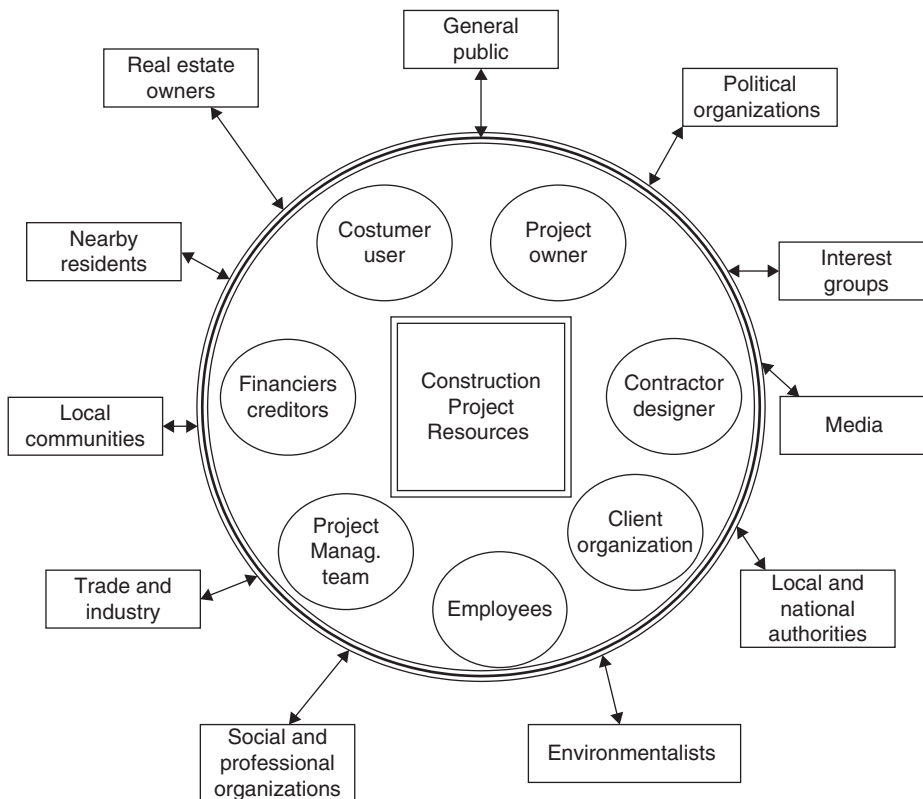 General
public
Real estate
owners
Political
organizations
Costumer
user
Project
owner
Nearby
residents
Interest
groups
Financiers
creditors
Construction
Project
Resources
Contractor
designer
Local
communities
Media
Project
Manag.
team
Client
organization
Trade and
industry
Employees
Local and
national
authorities
Social and
professional
organizations
Environmentalists